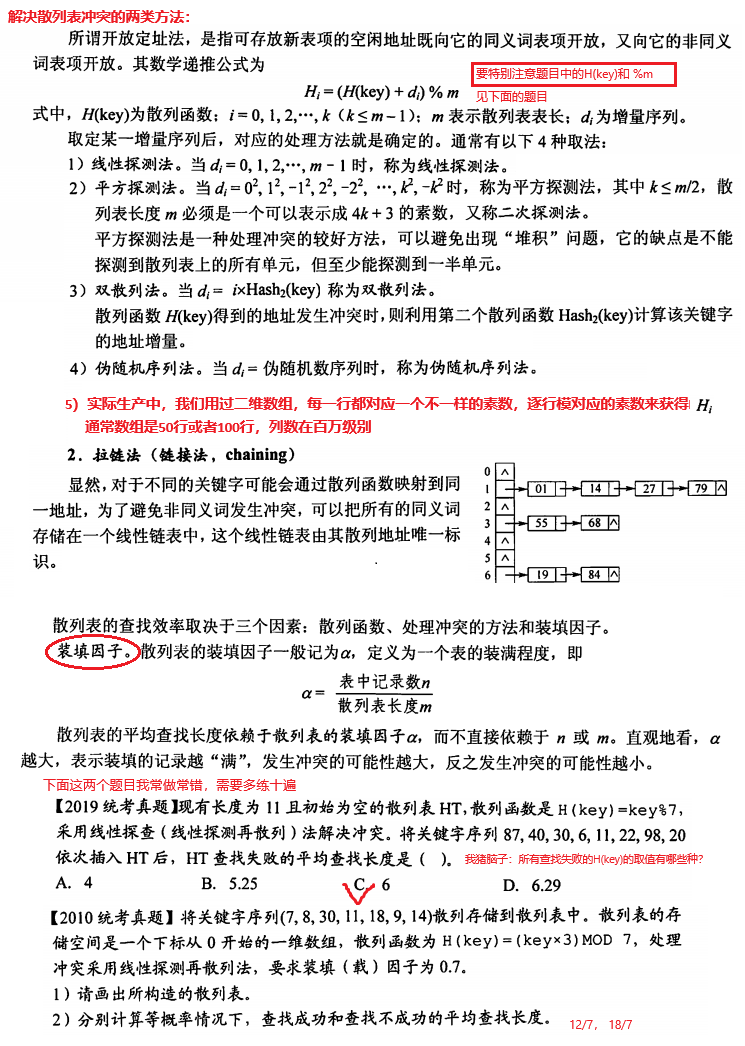 解决散列表冲突的两类方法：
所谓开放定址法，是指可存放新表项的空闲地址既向它的同义词表项开放，又向它的非同义
词表项开放。其数学递推公式为
Hᵢ = (H(key) + dᵢ) % m
要特别注意题目中的H(key)和 %m
见下面的题目
式中，H(key)为散列函数；i = 0, 1, 2,⋯, k（k ≤ m − 1）；m 表示散列表表长；dᵢ为增量序列。
取定某一增量序列后，对应的处理方法就是确定的。通常有以下 4 种取法：
1）线性探测法。当 dᵢ = 0, 1, 2,⋯, m − 1 时，称为线性探测法。
2）平方探测法。当 dᵢ = 0², 1², −1², 2², −2², ⋯, k², −k² 时，称为平方探测法，其中 k ≤ m/2，散
列表长度 m 必须是一个可以表示成 4k + 3 的素数，又称二次探测法。
平方探测法是一种处理冲突的较好方法，可以避免出现“堆积”问题，它的缺点是不能
探测到散列表上的所有单元，但至少能探测到一半单元。
3）双散列法。当 dᵢ = i×Hash₂(key) 称为双散列法。
散列函数 H(key)得到的地址发生冲突时，则利用第二个散列函数 Hash₂(key)计算该关键字
的地址增量。
4）伪随机序列法。当 dᵢ = 伪随机数序列时，称为伪随机序列法。
5）实际生产中，我们用过二维数组，每一行都对应一个不一样的素数，逐行模对应的素数来获得 Hᵢ
通常数组是50行或者100行，列数在百万级别
2．拉链法（链接法，chaining）
显然，对于不同的关键字可能会通过散列函数映射到同
一地址，为了避免非同义词发生冲突，可以把所有的同义词
存储在一个线性链表中，这个线性链表由其散列地址唯一标
识。
0 ∧
1 01 14 27 79 ∧
2 ∧
3 55 68 ∧
4 ∧
5 ∧
6 19 84 ∧
散列表的查找效率取决于三个因素：散列函数、处理冲突的方法和装填因子。
装填因子。散列表的装填因子一般记为α，定义为一个表的装满程度，即
α = 表中记录数n
散列表长度m
散列表的平均查找长度依赖于散列表的装填因子α，而不直接依赖于 n 或 m。直观地看，α
越大，表示装填的记录越“满”，发生冲突的可能性越大，反之发生冲突的可能性越小。
下面这两个题目我常做常错，需要多练十遍
【2019 统考真题】现有长度为 11 且初始为空的散列表 HT，散列函数是 H(key)=key%7，
采用线性探查（线性探测再散列）法解决冲突。将关键字序列 87, 40, 30, 6, 11, 22, 98, 20
依次插入 HT 后，HT 查找失败的平均查找长度是（ ）。 我猪脑子：所有查找失败的H(key)的取值有哪些种？
A. 4 B. 5.25 C. 6 D. 6.29
【2010 统考真题】将关键字序列(7, 8, 30, 11, 18, 9, 14)散列存储到散列表中。散列表的存
储空间是一个下标从 0 开始的一维数组，散列函数为 H(key)=(key×3)MOD 7，处理
冲突采用线性探测再散列法，要求装填（载）因子为 0.7。
1）请画出所构造的散列表。
2）分别计算等概率情况下，查找成功和查找不成功的平均查找长度。 12/7， 18/7